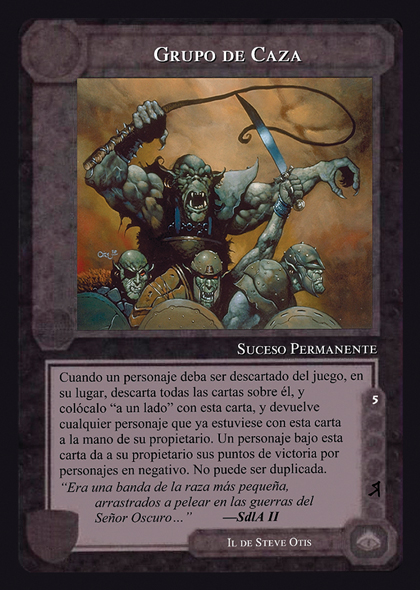 GRUPO DE CAZA
SUCESO PERMANENTE
Cuando un personaje deba ser descartado del juego, en
su lugar, descarta todas las cartas sobre él, y
colócalo “a un lado” con esta carta, y devuelve
cualquier personaje que ya estuviese con esta carta
a la mano de su propietario. Un personaje bajo esta
carta da a su propietario sus puntos de victoria por
personajes en negativo. No puede ser duplicada.
5
“Era una banda de la raza más pequeña,
arrastrados a pelear en las guerras del
Señor Oscuro…” —SdlA II
IL DE STEVE OTIS